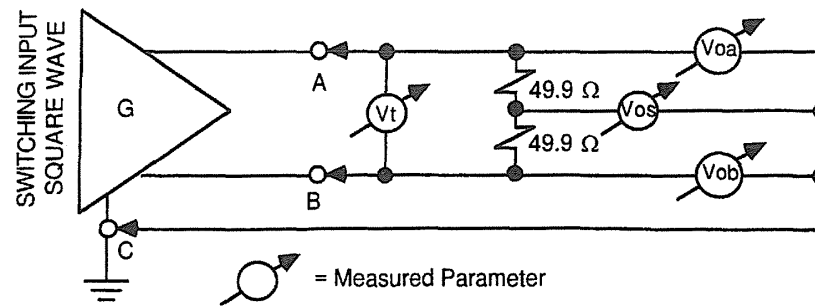 SWITCHING INPUT
SQUARE WAVE
G
A
B
C
Vt
49.9 Ω
49.9 Ω
Voa
Vos
Vob
= Measured Parameter